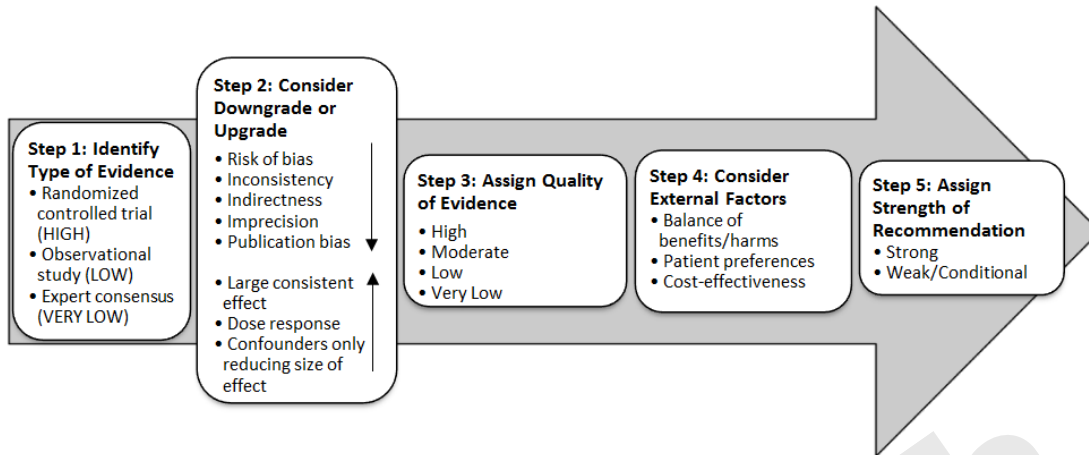 Step 1: Identify
Type of Evidence
• Randomized
controlled trial
(HIGH)
• Observational
study (LOW)
• Expert consensus
(VERY LOW)
Step 2: Consider
Downgrade or
Upgrade
• Risk of bias
• Inconsistency
• Indirectness
• Imprecision
• Publication bias
• Large consistent
effect
• Dose response
• Confounders only
reducing size of
effect
Step 3: Assign Quality
of Evidence
• High
• Moderate
• Low
• Very Low
Step 4: Consider
External Factors
• Balance of
benefits/harms
• Patient preferences
• Cost-effectiveness
Step 5: Assign
Strength of
Recommendation
• Strong
• Weak/Conditional